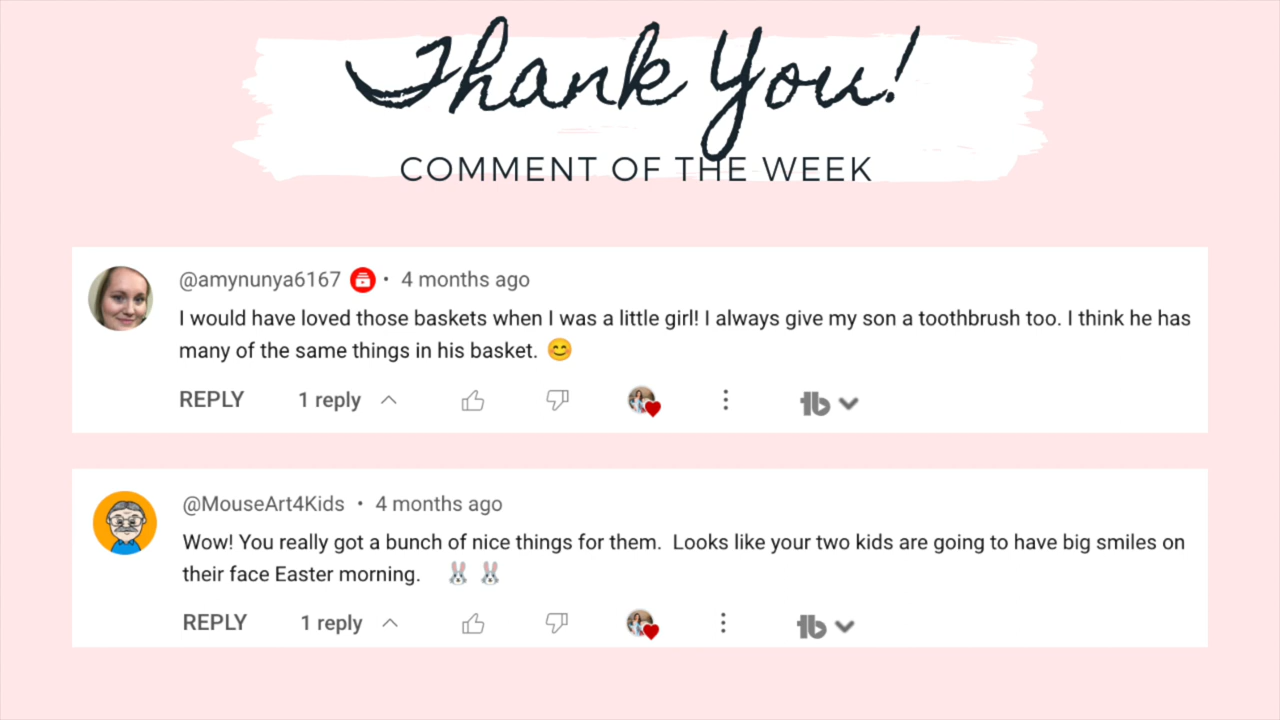 Thank You!
COMMENT OF THE WEEK
@amynunya6167 • 4 months ago
I would have loved those baskets when I was a little girl! I always give my son a toothbrush too. I think he has
many of the same things in his basket. 😊
REPLY 1 reply
tb
@MouseArt4Kids • 4 months ago
Wow! You really got a bunch of nice things for them.  Looks like your two kids are going to have big smiles on
their face Easter morning. 🐰 🐰
REPLY 1 reply
tb